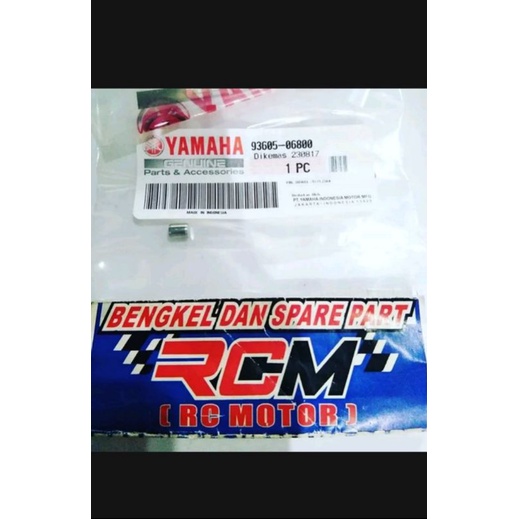 YAMAHA
GENUINE
Parts & Accessories
93605-06800
Dikemas 230817
1 PC
PT YAMAHA INDONESIA MOTOR MFG
MADE IN INDONESIA
BENGKEL DAN SPARE PART
RCM
( RC MOTOR )